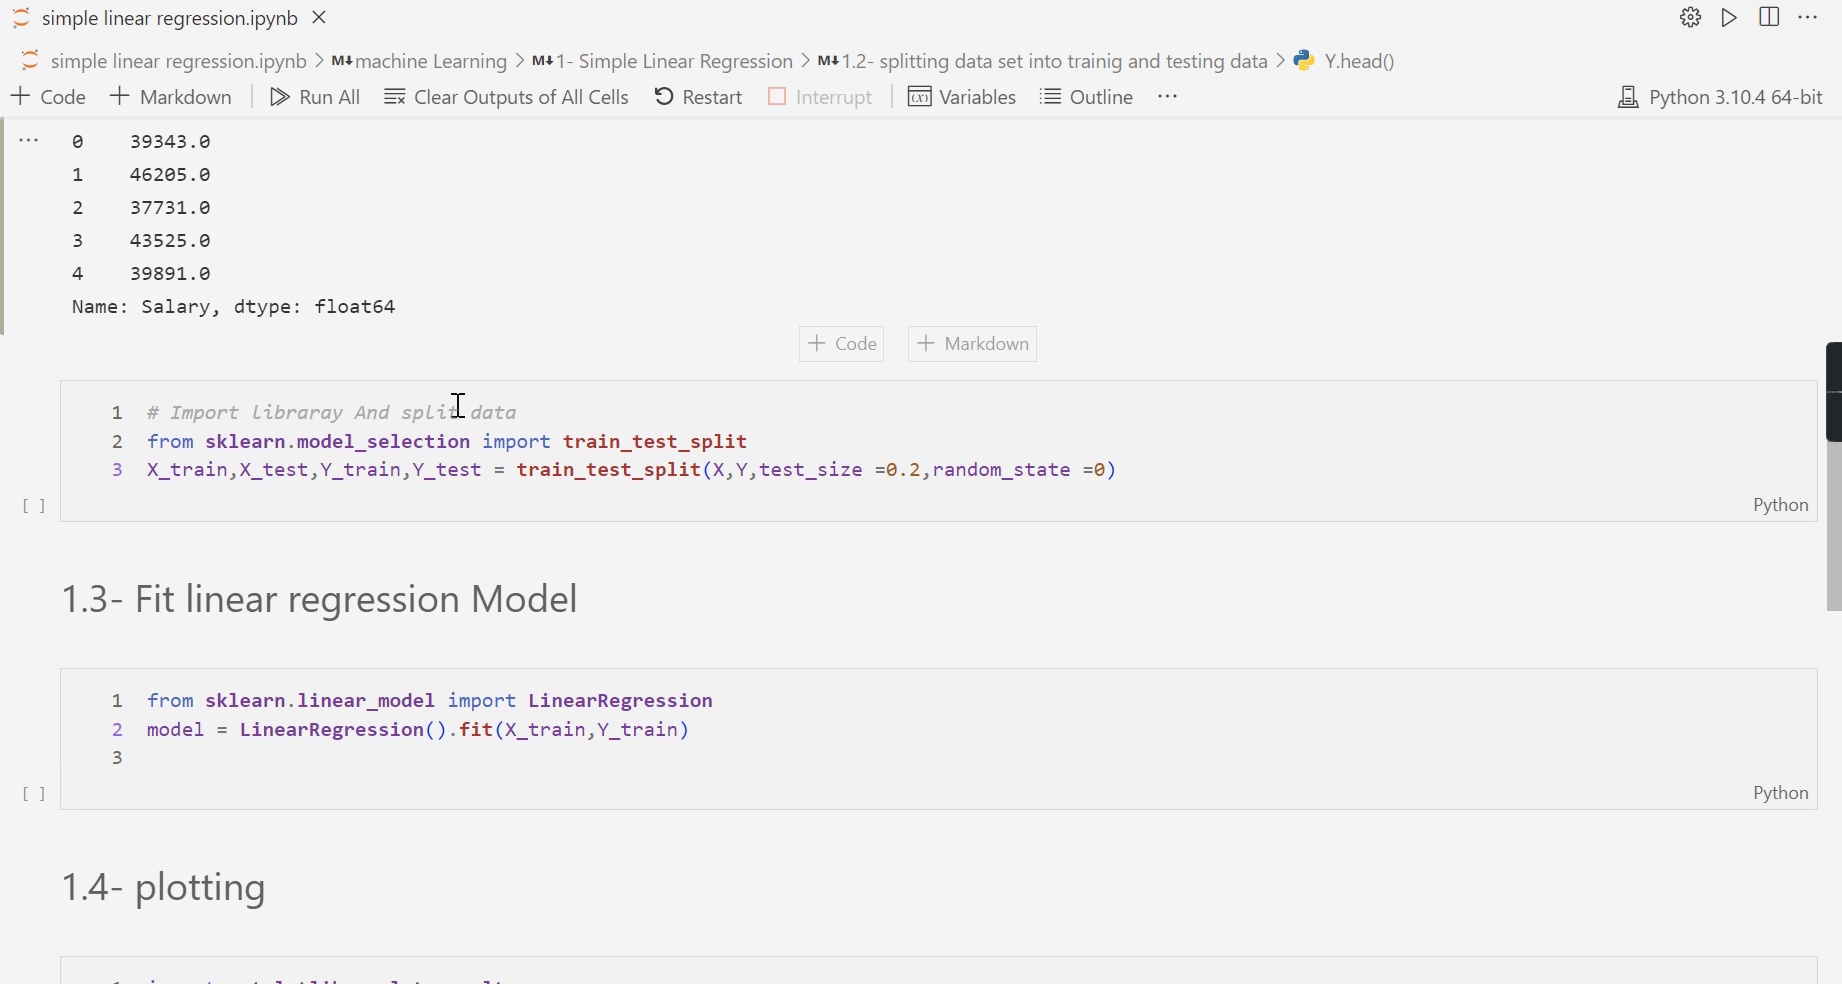 simple linear regression.ipynb
simple linear regression.ipynb > M↓machine Learning > M↓1- Simple Linear Regression > M↓1.2- splitting data set into trainig and testing data > Y.head()
+ Code + Markdown Run All Clear Outputs of All Cells Restart Interrupt Variables Outline ... Python 3.10.4 64-bit
0 39343.0
1 46205.0
2 37731.0
3 43525.0
4 39891.0
Name: Salary, dtype: float64
+ Code + Markdown
1 # Import libraray And split data
2 from sklearn.model_selection import train_test_split
3 X_train,X_test,Y_train,Y_test = train_test_split(X,Y,test_size =0.2,random_state =0)
[ ] Python
1.3- Fit linear regression Model
1 from sklearn.linear_model import LinearRegression
2 model = LinearRegression().fit(X_train,Y_train)
3
[ ] Python
1.4- plotting